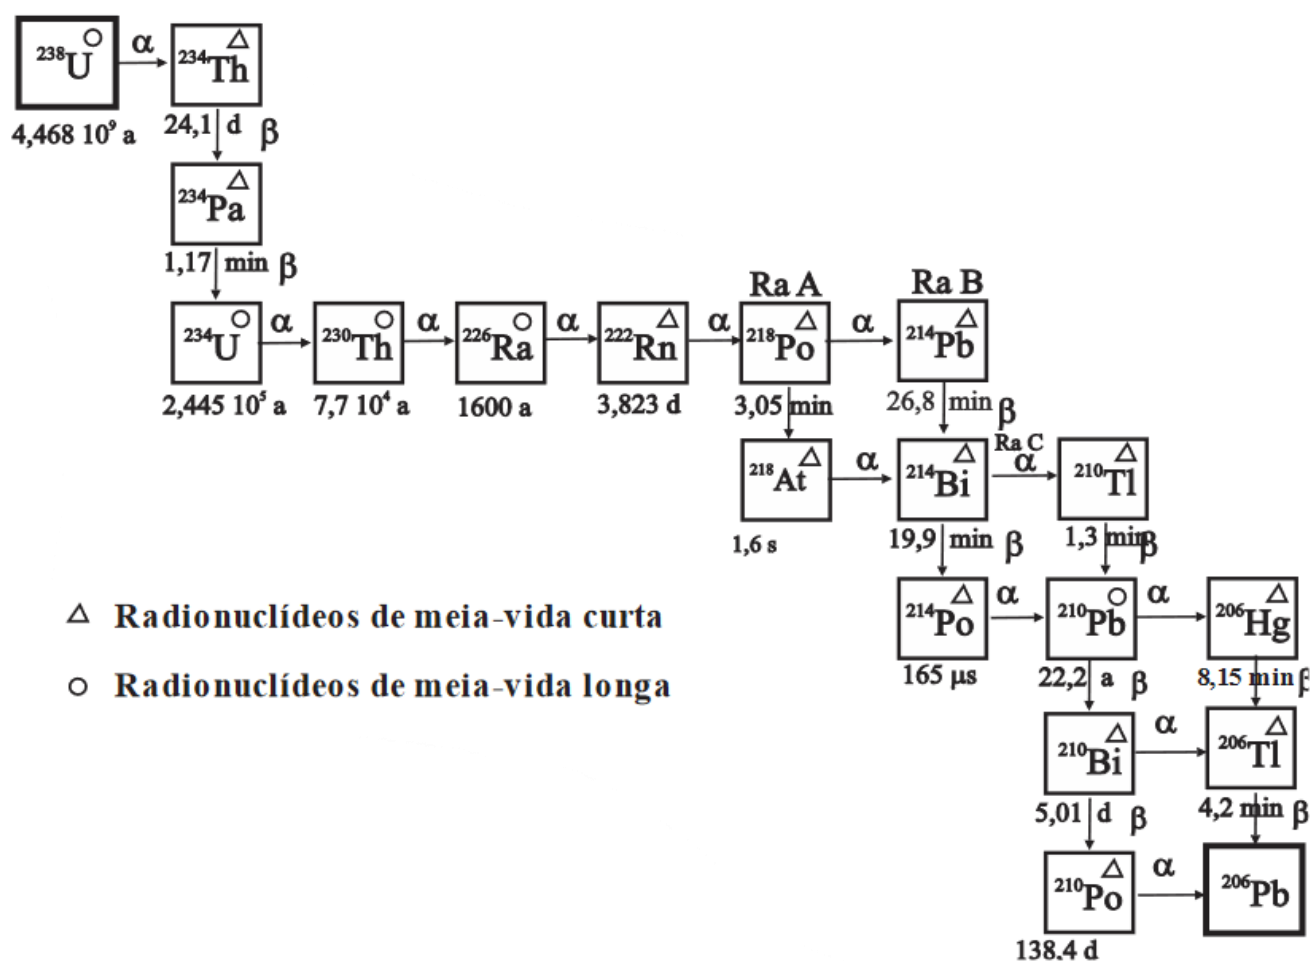 238U α 234Th
4,468 10⁹ a 24,1 d β
234Pa
1,17 min β
Ra A Ra B
234U α 230Th α 226Ra α 222Rn α 218Po α 214Pb
2,445 10⁵ a 7,7 10⁴ a 1600 a 3,823 d 3,05 min 26,8 min β
Ra C
218At α 214Bi α 210Tl
1,6 s 19,9 min β 1,3 min β
214Po α 210Pb α 206Hg
165 µs 22,2 a β 8,15 min β
210Bi α 206Tl
5,01 d β 4,2 min β
210Po α 206Pb
138,4 d
Radionuclídeos de meia-vida curta
Radionuclídeos de meia-vida longa